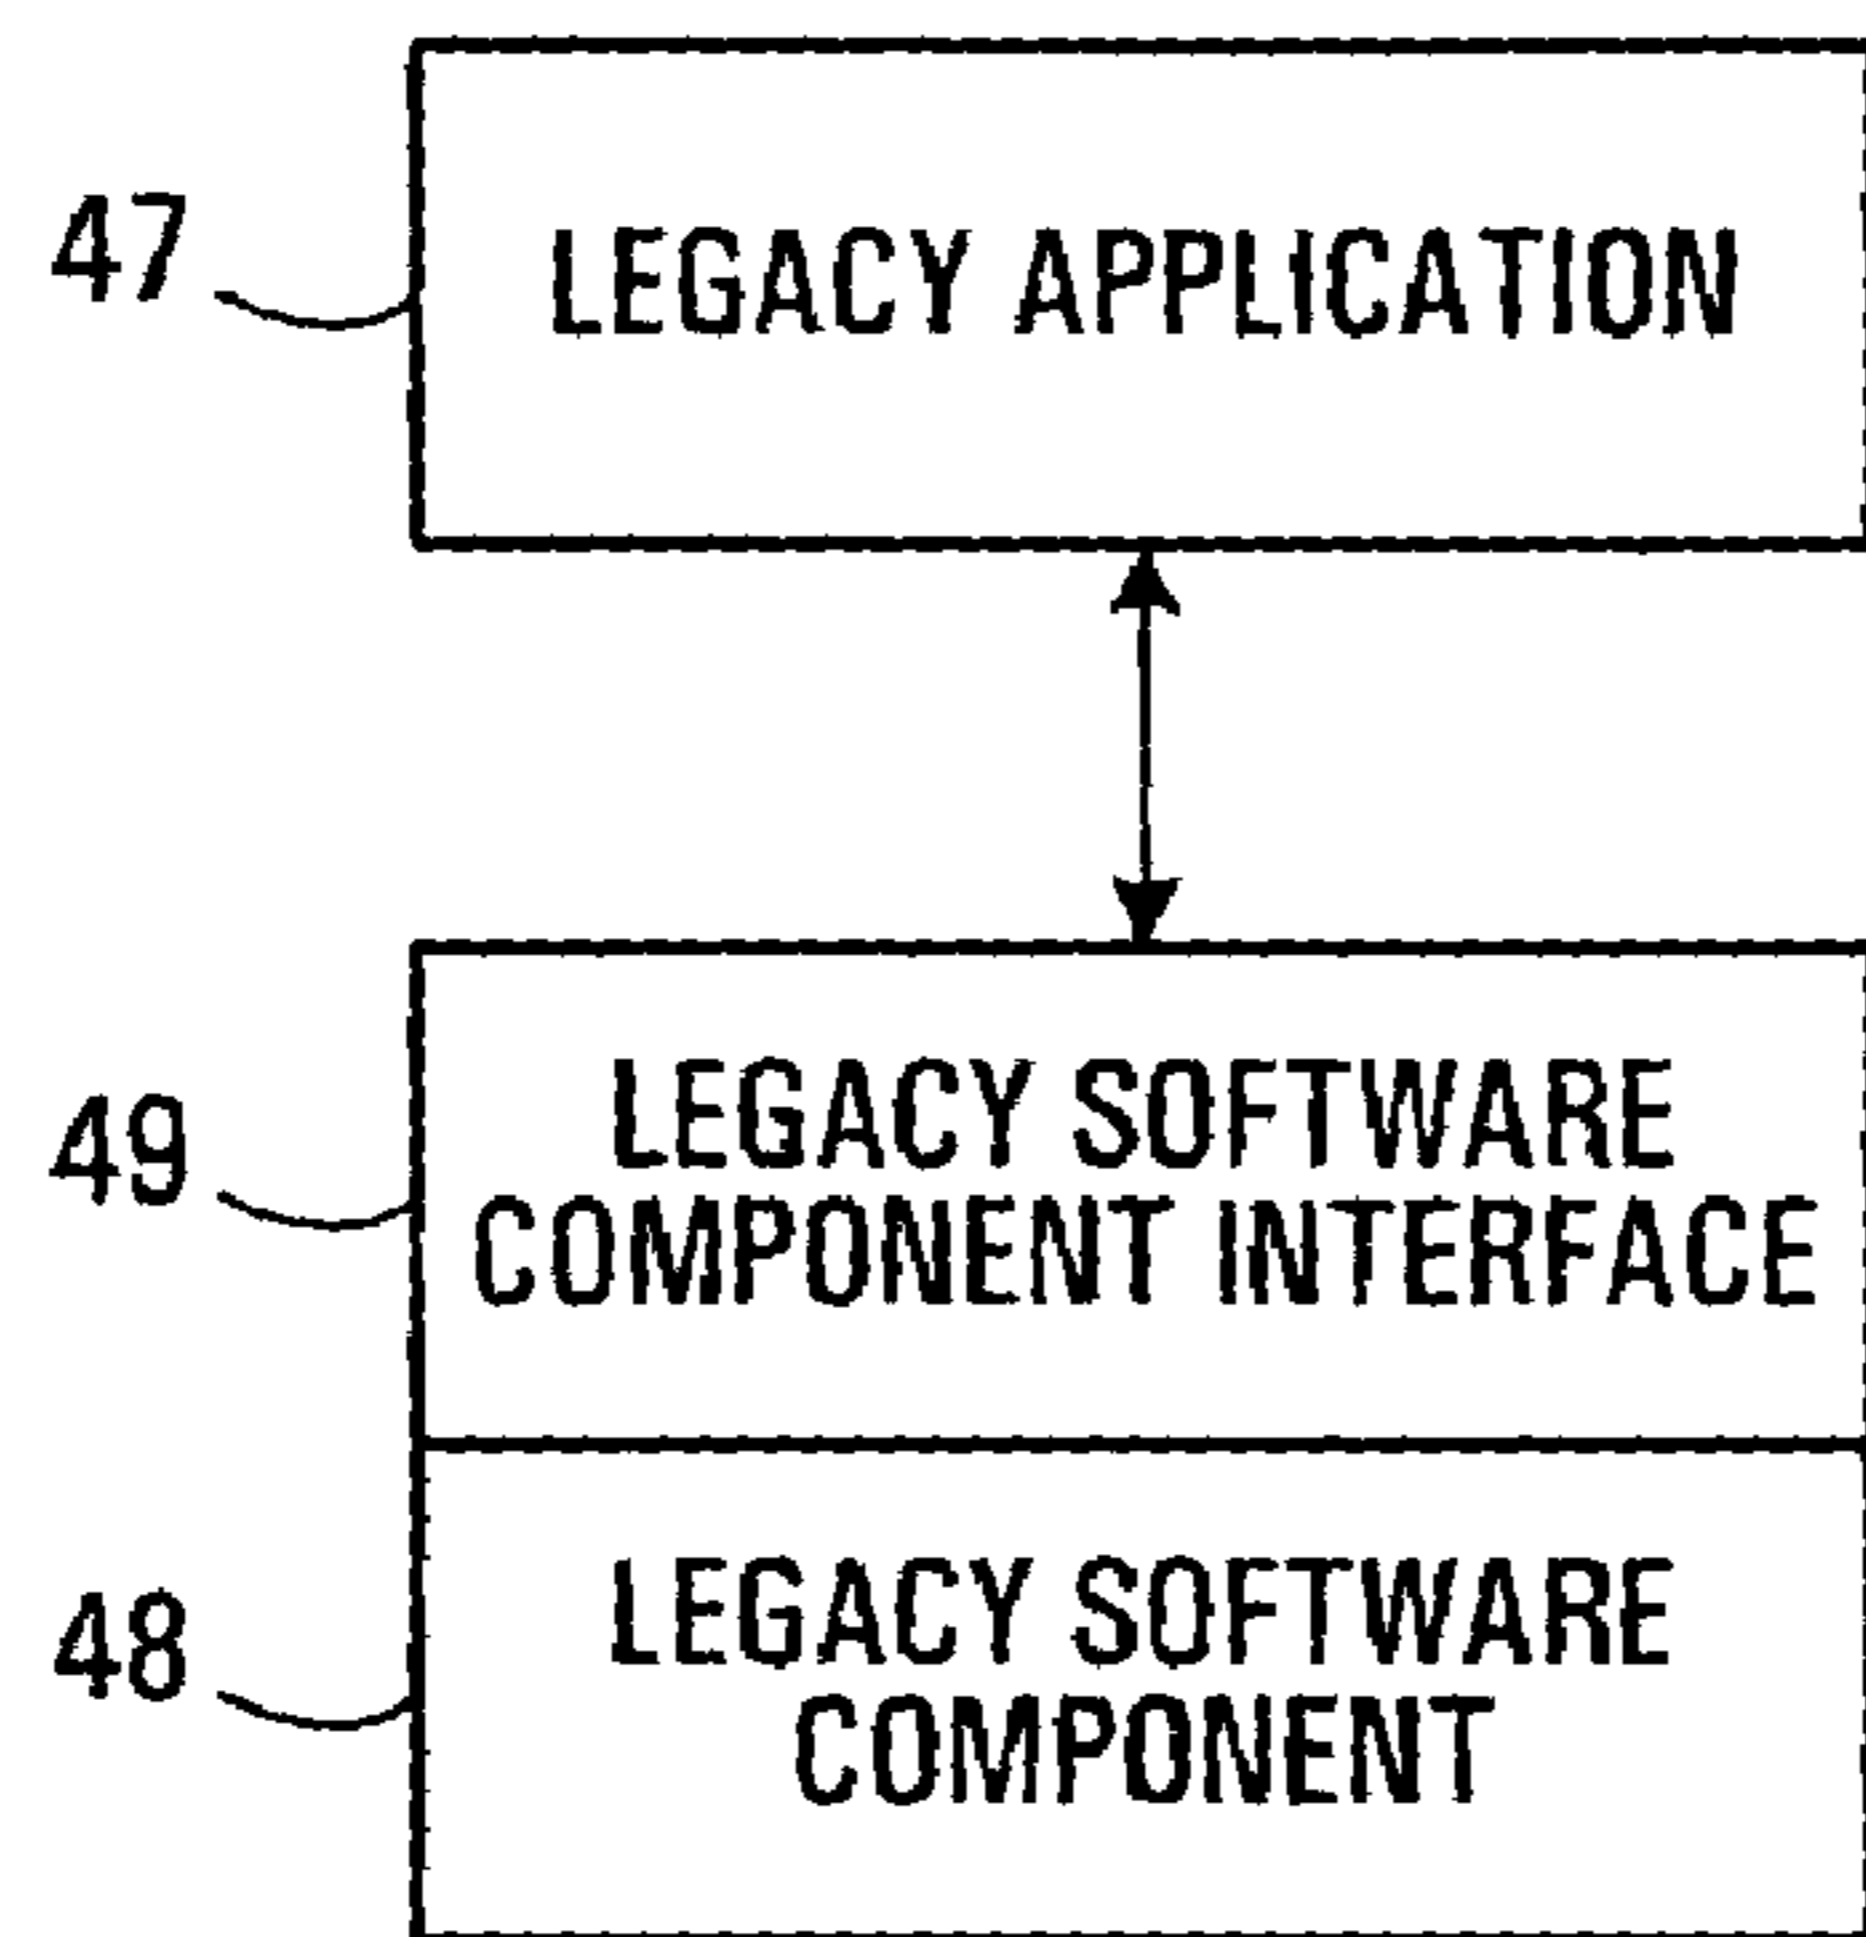 47
LEGACY APPLICATION
49
LEGACY SOFTWARE
COMPONENT INTERFACE
48
LEGACY SOFTWARE
COMPONENT